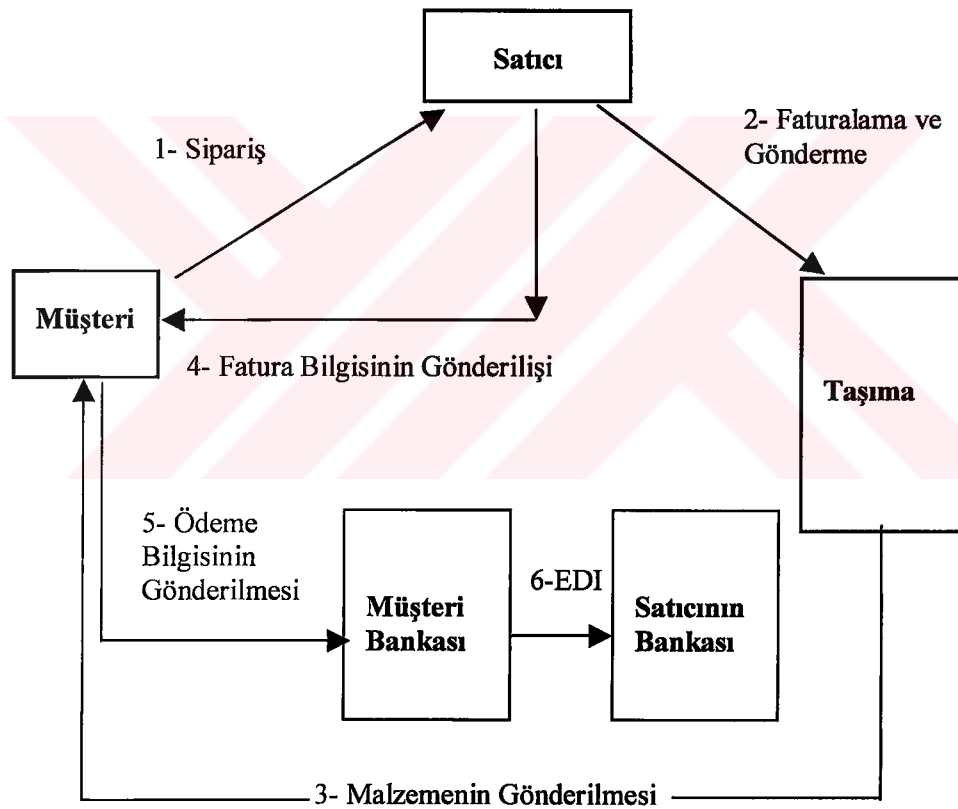 Satıcı
1- Sipariş
2- Faturalama ve
Gönderme
Müşteri
4- Fatura Bilgisinin Gönderilişi
Taşıma
5- Ödeme
Bilgisinin
Gönderilmesi
Müşteri
Bankası
6-EDI
Satıcının
Bankası
3- Malzemenin Gönderilmesi